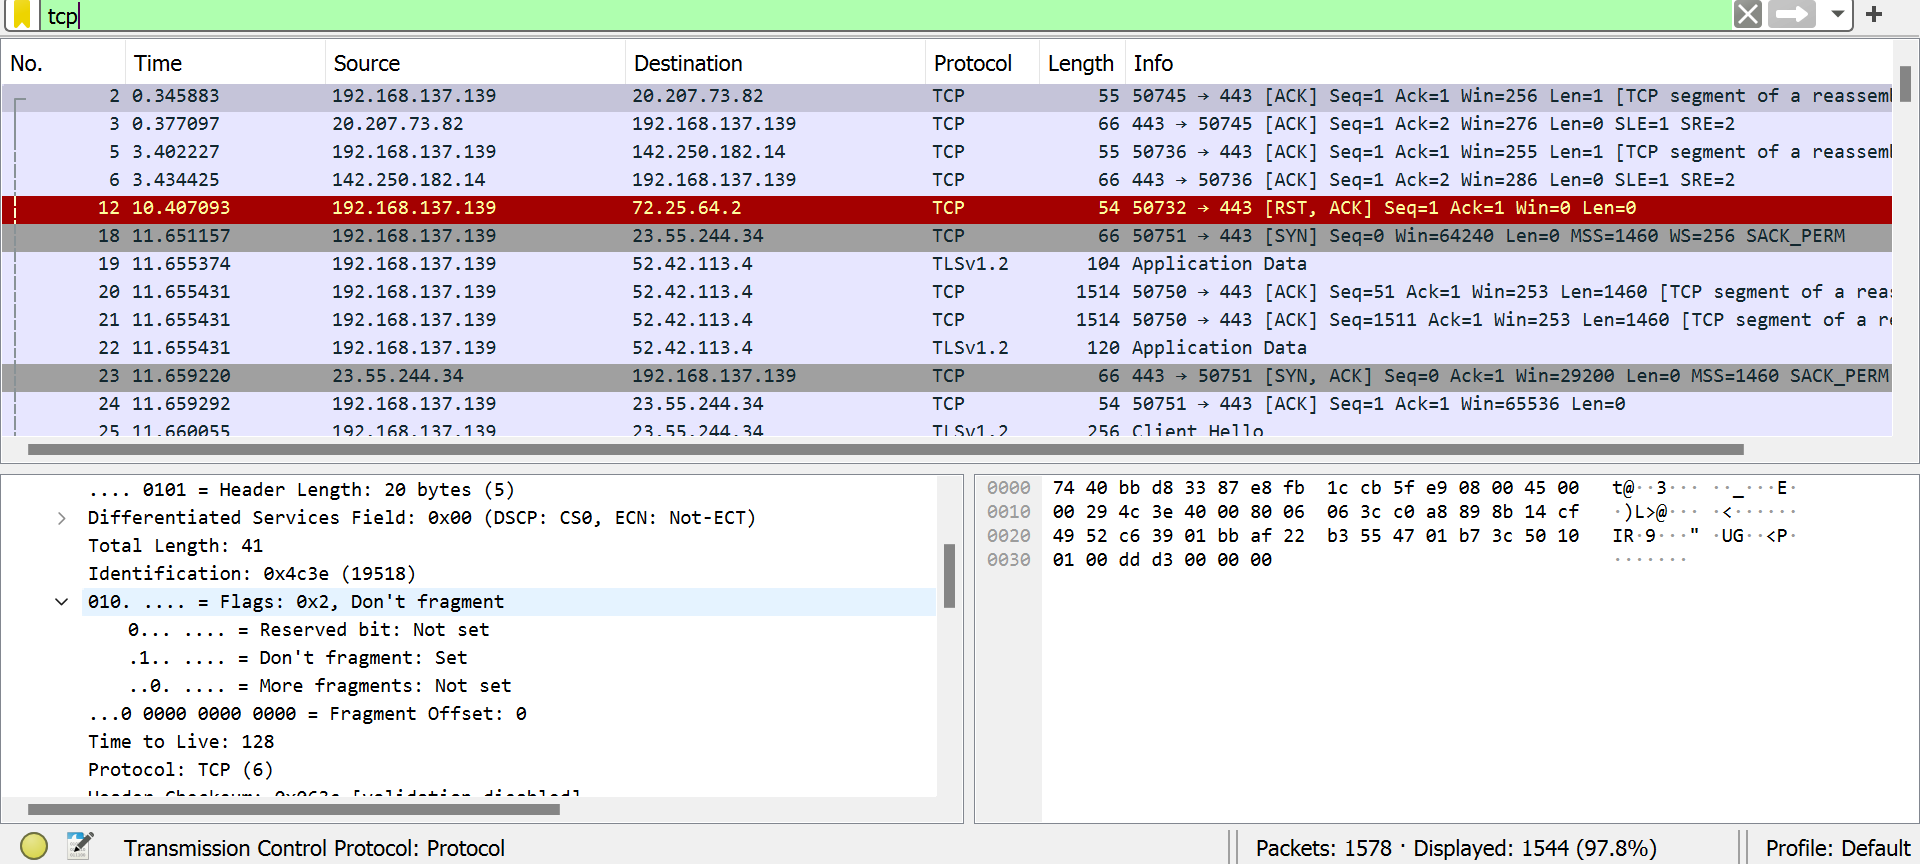 tcp
No. Time Source Destination Protocol Length Info
2 0.345883 192.168.137.139 20.207.73.82 TCP 55 50745 → 443 [ACK] Seq=1 Ack=1 Win=256 Len=1 [TCP segment of a reassem
3 0.377097 20.207.73.82 192.168.137.139 TCP 66 443 → 50745 [ACK] Seq=1 Ack=2 Win=276 Len=0 SLE=1 SRE=2
5 3.402227 192.168.137.139 142.250.182.14 TCP 55 50736 → 443 [ACK] Seq=1 Ack=1 Win=255 Len=1 [TCP segment of a reassem
6 3.434425 142.250.182.14 192.168.137.139 TCP 66 443 → 50736 [ACK] Seq=1 Ack=2 Win=286 Len=0 SLE=1 SRE=2
12 10.407093 192.168.137.139 72.25.64.2 TCP 54 50732 → 443 [RST, ACK] Seq=1 Ack=1 Win=0 Len=0
18 11.651157 192.168.137.139 23.55.244.34 TCP 66 50751 → 443 [SYN] Seq=0 Win=64240 Len=0 MSS=1460 WS=256 SACK_PERM
19 11.655374 192.168.137.139 52.42.113.4 TLSv1.2 104 Application Data
20 11.655431 192.168.137.139 52.42.113.4 TCP 1514 50750 → 443 [ACK] Seq=51 Ack=1 Win=253 Len=1460 [TCP segment of a rea
21 11.655431 192.168.137.139 52.42.113.4 TCP 1514 50750 → 443 [ACK] Seq=1511 Ack=1 Win=253 Len=1460 [TCP segment of a r
22 11.655431 192.168.137.139 52.42.113.4 TLSv1.2 120 Application Data
23 11.659220 23.55.244.34 192.168.137.139 TCP 66 443 → 50751 [SYN, ACK] Seq=0 Ack=1 Win=29200 Len=0 MSS=1460 SACK_PERM
24 11.659292 192.168.137.139 23.55.244.34 TCP 54 50751 → 443 [ACK] Seq=1 Ack=1 Win=65536 Len=0
25 11.660055 192.168.137.139 23.55.244.34 TLSv1.2 256 Client Hello
.... 0101 = Header Length: 20 bytes (5)
Differentiated Services Field: 0x00 (DSCP: CS0, ECN: Not-ECT)
Total Length: 41
Identification: 0x4c3e (19518)
010. .... = Flags: 0x2, Don't fragment
0... .... = Reserved bit: Not set
.1.. .... = Don't fragment: Set
..0. .... = More fragments: Not set
...0 0000 0000 0000 = Fragment Offset: 0
Time to Live: 128
Protocol: TCP (6)
Header Checksum: 0x063c [validation disabled]
0000 74 40 bb d8 33 87 e8 fb 1c cb 5f e9 08 00 45 00 t@··3··· ··_···E·
0010 00 29 4c 3e 40 00 80 06 06 3c c0 a8 89 8b 14 cf ·)L>@··· ·<······
0020 49 52 c6 39 01 bb af 22 b3 55 47 01 b7 3c 50 10 IR·9···" ·UG··<P·
0030 01 00 dd d3 00 00 00 ·······
Transmission Control Protocol: Protocol
Packets: 1578 · Displayed: 1544 (97.8%)
Profile: Default